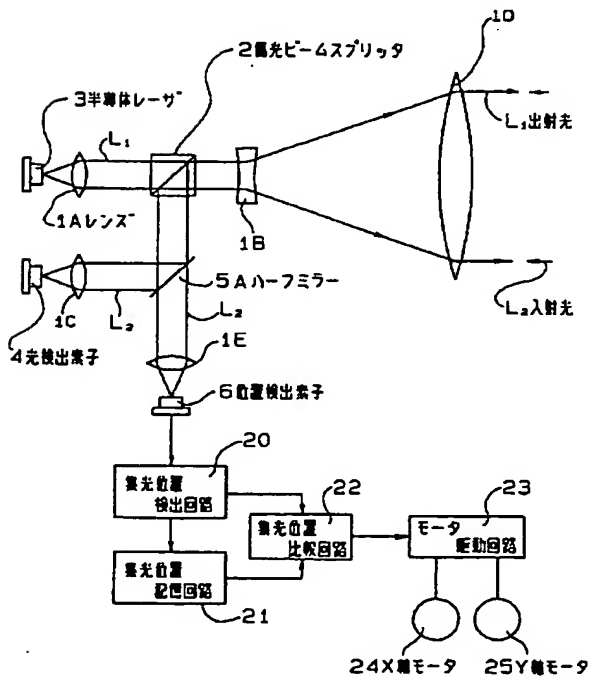 2偏光ビームスプリッタ
1D
3半導体レーザ
L₁
L₁出射光
1Aレンズ
1B
5Aハーフミラー
L₂入射光
1C
L₂
L₂
4光検出素子
1E
6位置検出素子
20
集光位置
検出回路
22
集光位置
比較回路
23
モータ
駆動回路
集光位置
記憶回路
21
24X軸モータ
25Y軸モータ